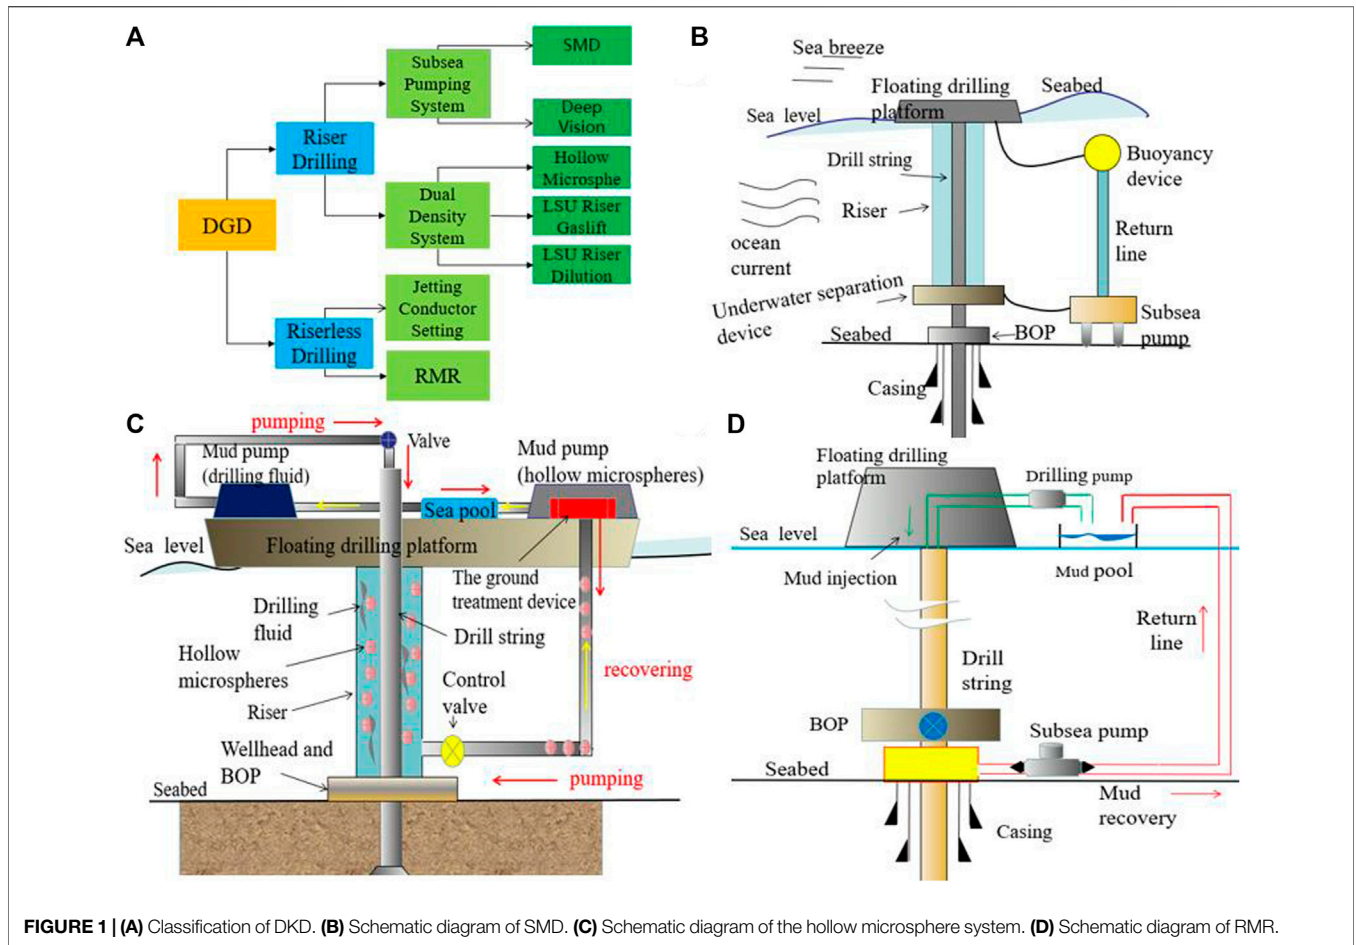 A
DGD
Riser
Drilling
Riserless
Drilling
Subsea
Pumping
System
Dual
Density
System
Jetting
Conductor
Setting
RMR
SMD
Deep
Vision
Hollow
Microsphe
LSU Riser
Gaslift
LSU Riser
Dilution
B
Sea breeze
Floating drilling
platform
Seabed
Sea level
Drill string
Riser
Buoyancy
device
ocean
current
Return
line
Underwater separation
device
Seabed
BOP
Subsea
pump
Casing
C
pumping
Valve
Mud pump
(drilling fluid)
Mud pump
(hollow microspheres)
Sea pool
Sea level
Floating drilling platform
The ground
treatment device
Drilling
fluid
Drill string
Hollow
microspheres
Riser
Control
valve
recovering
Wellhead and
BOP
pumping
Seabed
D
Floating drilling
platform
Drilling pump
Sea level
Mud injection
Mud pool
Return
line
Drill
string
BOP
Subsea pump
Seabed
Mud
recovery
Casing
FIGURE 1 | (A) Classification of DKD. (B) Schematic diagram of SMD. (C) Schematic diagram of the hollow microsphere system. (D) Schematic diagram of RMR.